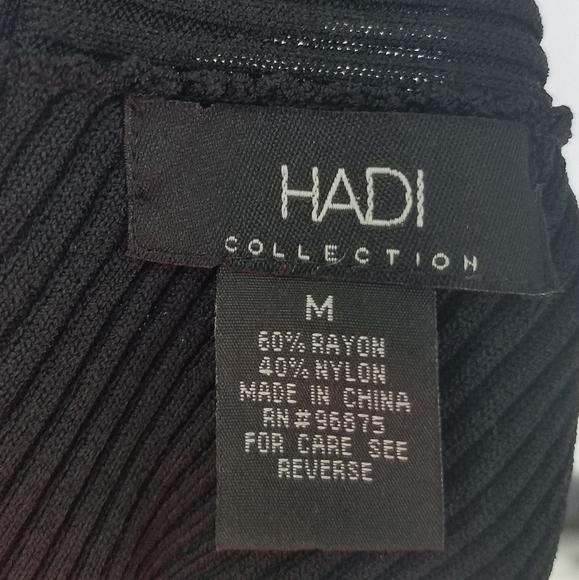 HADI
COLLECTION
M
60% RAYON
40% NYLON
MADE IN CHINA
RN#96875
FOR CARE SEE
REVERSE